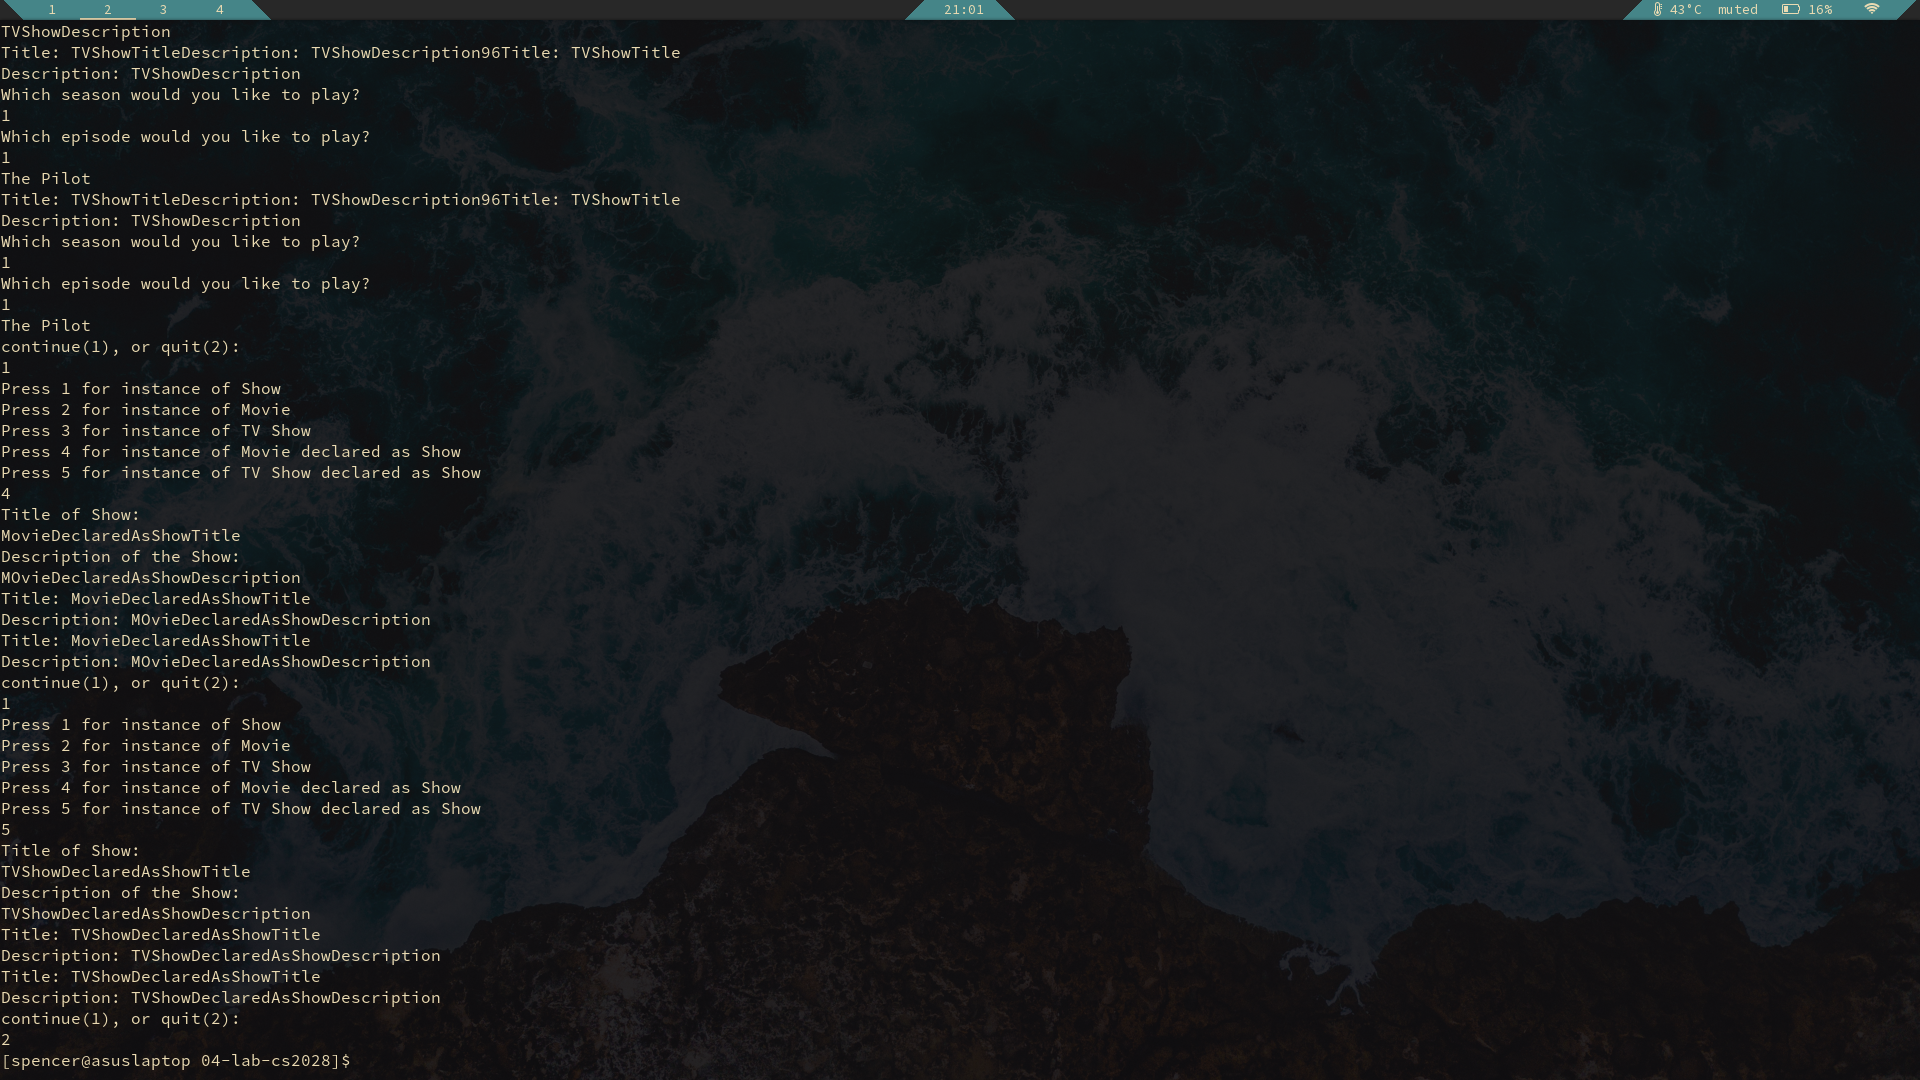 1 2 3 4 21:01 43°C muted 16%
TVShowDescription
Title: TVShowTitleDescription: TVShowDescription96Title: TVShowTitle
Description: TVShowDescription
Which season would you like to play?
1
Which episode would you like to play?
1
The Pilot
Title: TVShowTitleDescription: TVShowDescription96Title: TVShowTitle
Description: TVShowDescription
Which season would you like to play?
1
Which episode would you like to play?
1
The Pilot
continue(1), or quit(2):
1
Press 1 for instance of Show
Press 2 for instance of Movie
Press 3 for instance of TV Show
Press 4 for instance of Movie declared as Show
Press 5 for instance of TV Show declared as Show
4
Title of Show:
MovieDeclaredAsShowTitle
Description of the Show:
MOvieDeclaredAsShowDescription
Title: MovieDeclaredAsShowTitle
Description: MOvieDeclaredAsShowDescription
Title: MovieDeclaredAsShowTitle
Description: MOvieDeclaredAsShowDescription
continue(1), or quit(2):
1
Press 1 for instance of Show
Press 2 for instance of Movie
Press 3 for instance of TV Show
Press 4 for instance of Movie declared as Show
Press 5 for instance of TV Show declared as Show
5
Title of Show:
TVShowDeclaredAsShowTitle
Description of the Show:
TVShowDeclaredAsShowDescription
Title: TVShowDeclaredAsShowTitle
Description: TVShowDeclaredAsShowDescription
Title: TVShowDeclaredAsShowTitle
Description: TVShowDeclaredAsShowDescription
continue(1), or quit(2):
2
[spencer@asuslaptop 04-lab-cs2028]$